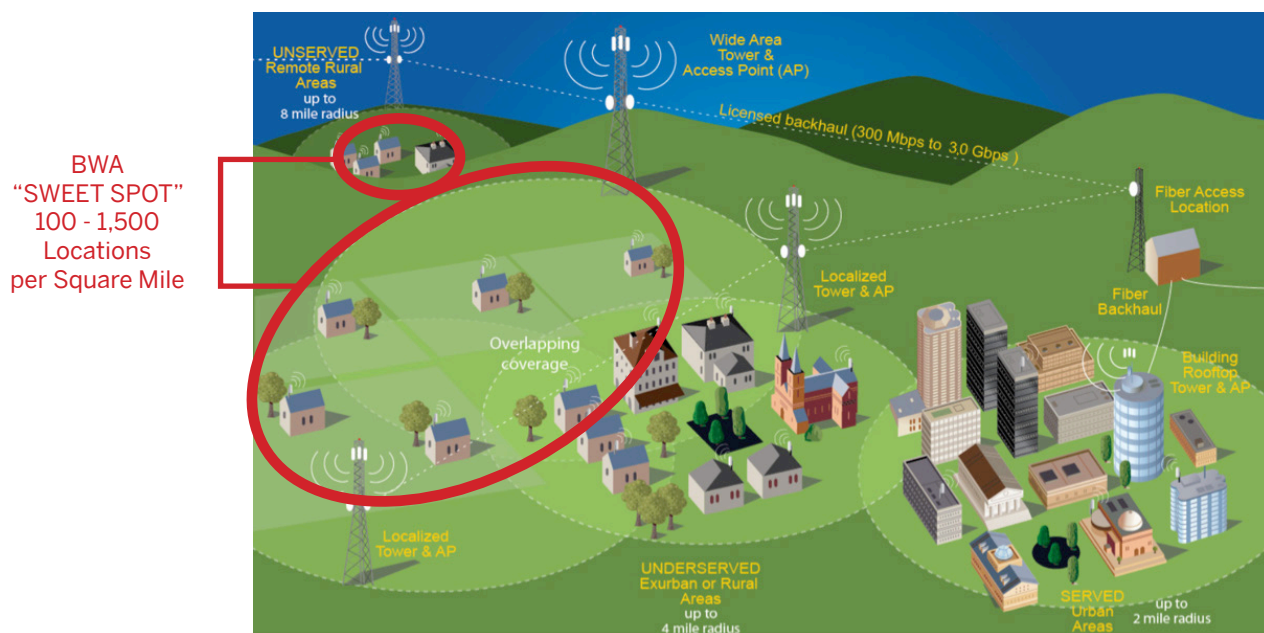 UNSERVED
Remote Rural
Areas
up to
8 mile radius
Wide Area
Tower &
Access Point (AP)
Licensed backhaul (300 Mbps to 3.0 Gbps )
BWA
“SWEET SPOT”
100 - 1,500
Locations
per Square Mile
Fiber Access
Location
Localized
Tower & AP
Fiber
Backhaul
Overlapping
coverage
Building
Rooftop
Tower & AP
Localized
Tower & AP
UNDERSERVED
Exurban or Rural
Areas
up to
4 mile radius
SERVED
Urban
Areas
up to
2 mile radius